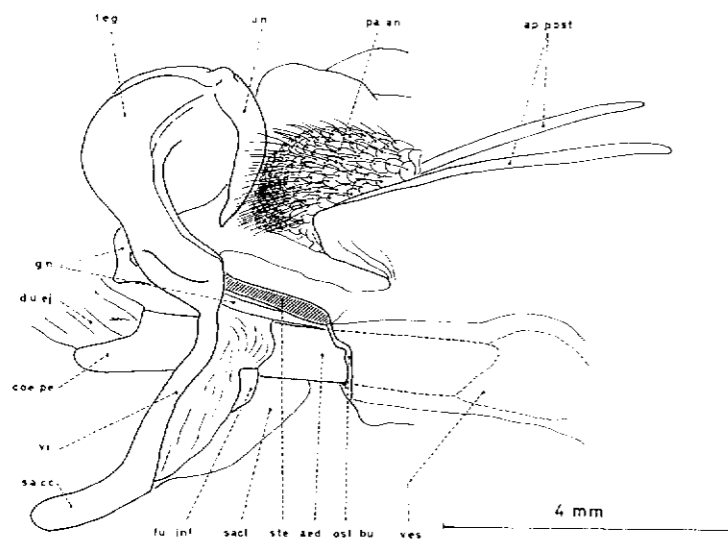 teg un pa an ap post
gn
du ej
coe pe
vi
sacc
fu inf sacl ste aed ost bu ves
4 mm